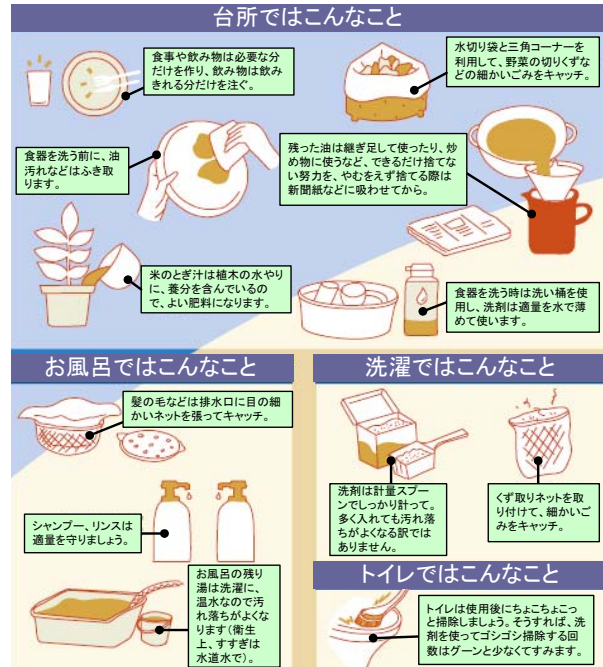 台所ではこんなこと
食事や飲み物は必要な分
だけを作り、飲み物は飲み
きれる分だけを注ぐ。
水切り袋と三角コーナーを
利用して、野菜の切りくずな
どの細かいごみをキャッチ。
食器を洗う前に、油
汚れなどはふき取
ります。
残った油は継ぎ足して使ったり、炒
め物に使うなど、できるだけ捨てな
い努力を、やむをえず捨てる際は
新聞紙などに吸わせてから。
米のとぎ汁は植木の水やり
に、養分を含んでいるの
で、よい肥料になります。
食器を洗う時は洗い桶を使
用し、洗剤は適量を水で薄
めて使います。
お風呂ではこんなこと
髪の毛などは排水口に目の細
かいネットを張ってキャッチ。
シャンプー、リンスは
適量を守りましょう。
お風呂の残り
湯は洗濯に、
温水なので汚
れ落ちがよくな
ります(衛生
上、すすぎは
水道水で)。
洗濯ではこんなこと
洗剤は計量スプー
ンでしっかり計って。
多く入れても汚れ落
ちがよくなる訳では
ありません。
くず取りネットを取
り付けて、細かいご
みをキャッチ。
トイレではこんなこと
トイレは使用後にちょこちょこっ
と掃除しましょう。そうすれば、洗
剤を使ってゴシゴシ掃除する回
数はグーンと少なくてすみます。